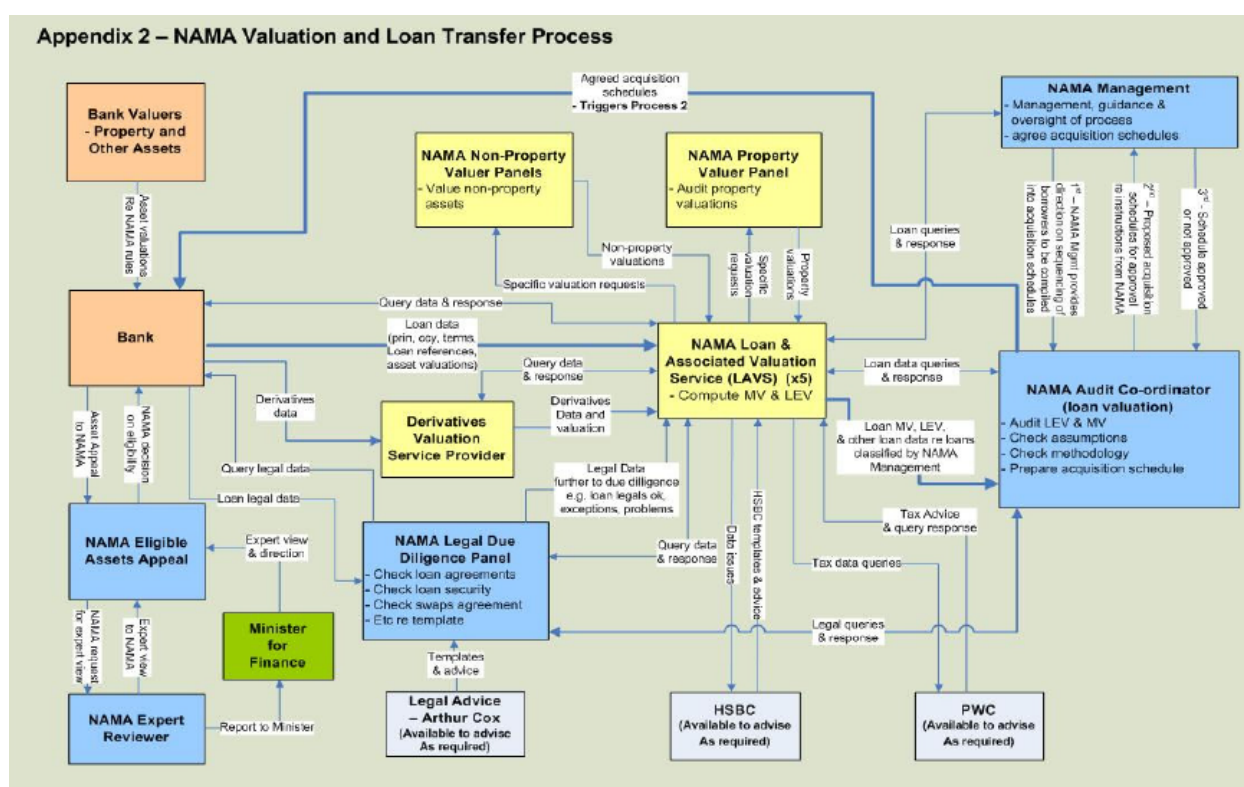 Appendix 2 – NAMA Valuation and Loan Transfer Process
Bank Valuers
- Property and
Other Assets
Agreed acquisition
schedules
- Triggers Process 2
NAMA Management
- Management, guidance &
oversight of process
- agree acquisition schedules
NAMA Non-Property
Valuer Panels
- Value non-property
assets
NAMA Property
Valuer Panel
- Audit property
valuations
Asset valuations
Re NAMA rules
Non-property
valuations
Specific valuation requests
Specific
valuation
requests
Property
valuations
Loan queries
& response
1st – NAMA Mgmt provides
direction on sequencing of
borrowers to be compiled
into acquisition schedules
2nd – Proposed acquisition
schedules for approval
re instructions from NAMA
3rd - Schedule approved
or not approved
Bank
Query data & response
Loan data
(prin, ccy, terms,
Loan references,
asset valuations)
NAMA Loan &
Associated Valuation
Service (LAVS) (x5)
- Compute MV & LEV
Query data
& response
Loan data queries
& response
NAMA Audit Co-ordinator
(loan valuation)
- Audit LEV & MV
- Check assumptions
- Check methodology
- Prepare acquisition schedule
Asset Appeal
to NAMA
NAMA decision
on eligibility
Derivatives
data
Derivatives
Valuation
Service Provider
Derivatives
Data and
valuation
Loan MV, LEV,
& other loan data re loans
classified by NAMA
Management
Query legal data
Loan legal data
Legal Data
further to due dilligence
e.g. loan legals ok,
exceptions, problems
Tax Advice
& query response
NAMA Eligible
Assets Appeal
Expert view
& direction
NAMA Legal Due
Diligence Panel
- Check loan agreements
- Check loan security
- Check swaps agreement
- Etc re template
Query data
& response
Data issues
HSBC templates & advice
Tax data queries
NAMA request
for expert view
Expert view
to NAMA
Minister
for
Finance
Legal queries
& response
Templates
& advice
NAMA Expert
Reviewer
Report to Minister
Legal Advice
– Arthur Cox
(Available to advise
As required)
HSBC
(Available to advise
As required)
PWC
(Available to advise
As required)